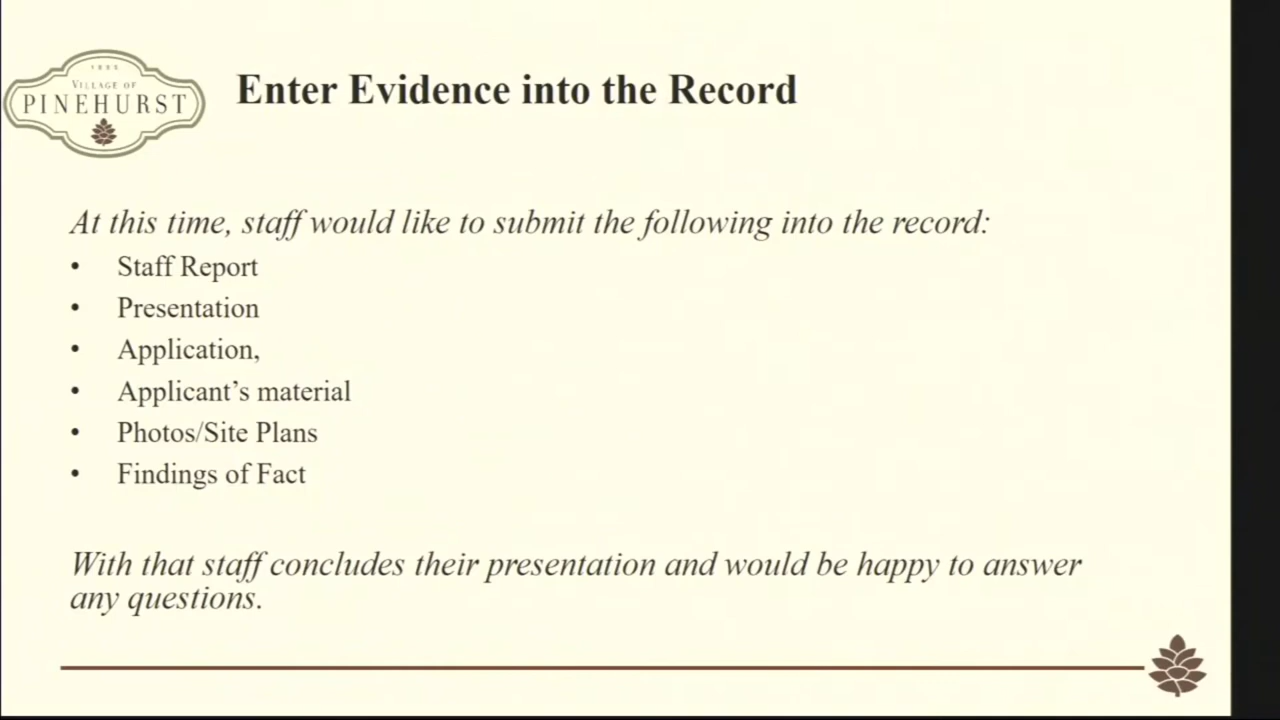 VILLAGE OF
PINEHURST
Enter Evidence into the Record
At this time, staff would like to submit the following into the record:
• Staff Report
• Presentation
• Application,
• Applicant’s material
• Photos/Site Plans
• Findings of Fact
With that staff concludes their presentation and would be happy to answer
any questions.